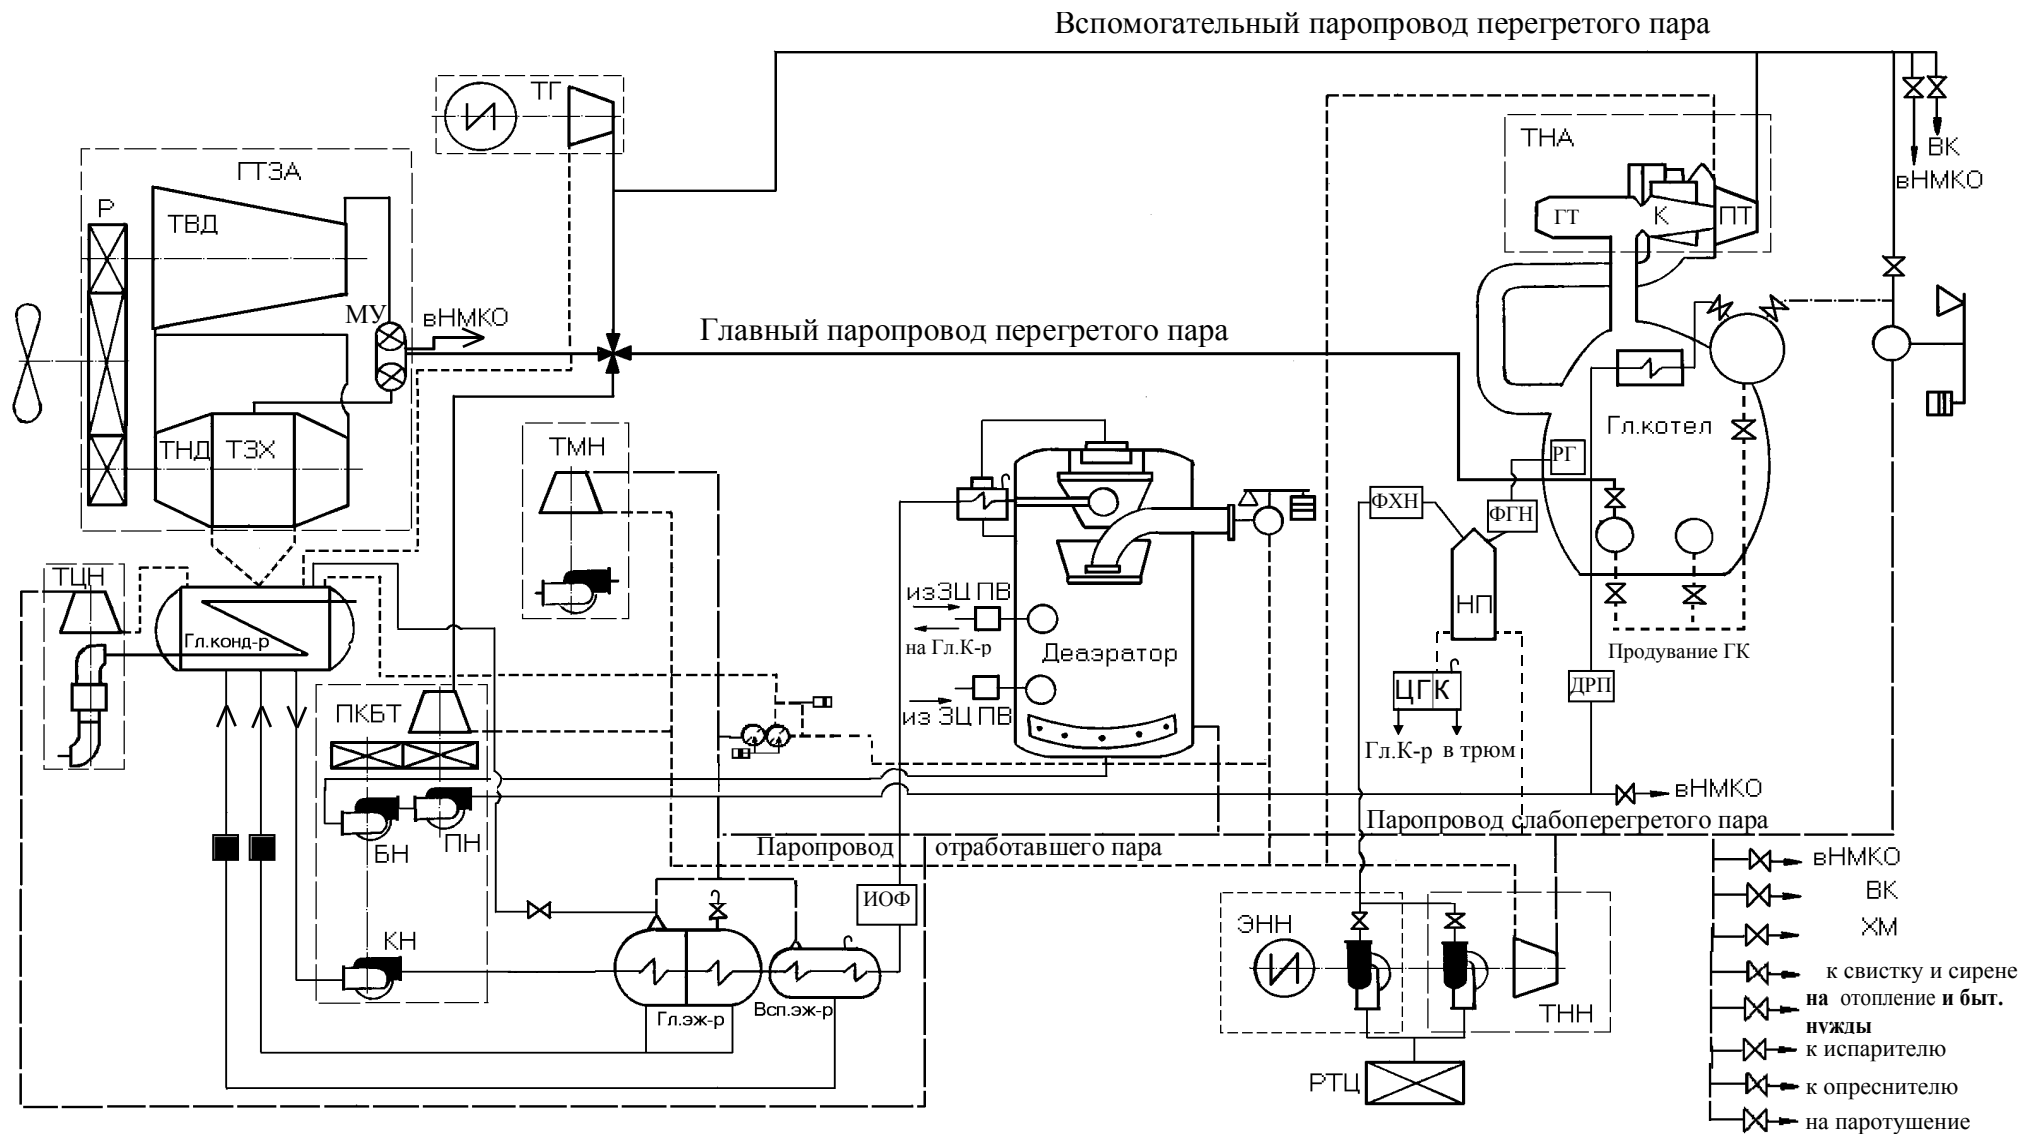 Вспомогательный паропровод перегретого пара
ТГ
ТНА
ВК
вНМКО
ГТЗА
Р
ТВД
ГТ
К
ПТ
МУ
вНМКО
Главный паропровод перегретого пара
ТНД
ТЗХ
ТМН
Гл.котел
РГ
ФХН
ФГН
ТЦН
Гл.конд-р
из ЗЦ ПВ
на Гл.К-р
Деаэратор
из ЗЦ ПВ
НП
Продувание ГК
ЦГК
ДРП
Гл.К-р
в трюм
ПКБТ
БН
ПН
вНМКО
Паропровод слабоперегретого пара
Паропровод отработавшего пара
вНМКО
ВК
ХМ
к свистку и сирене
на отопление и быт.
нужды
к испарителю
к опреснителю
на паротушение
ИОФ
КН
Гл.эж-р
Всп.эж-р
ЭНН
ТНН
РТЦ